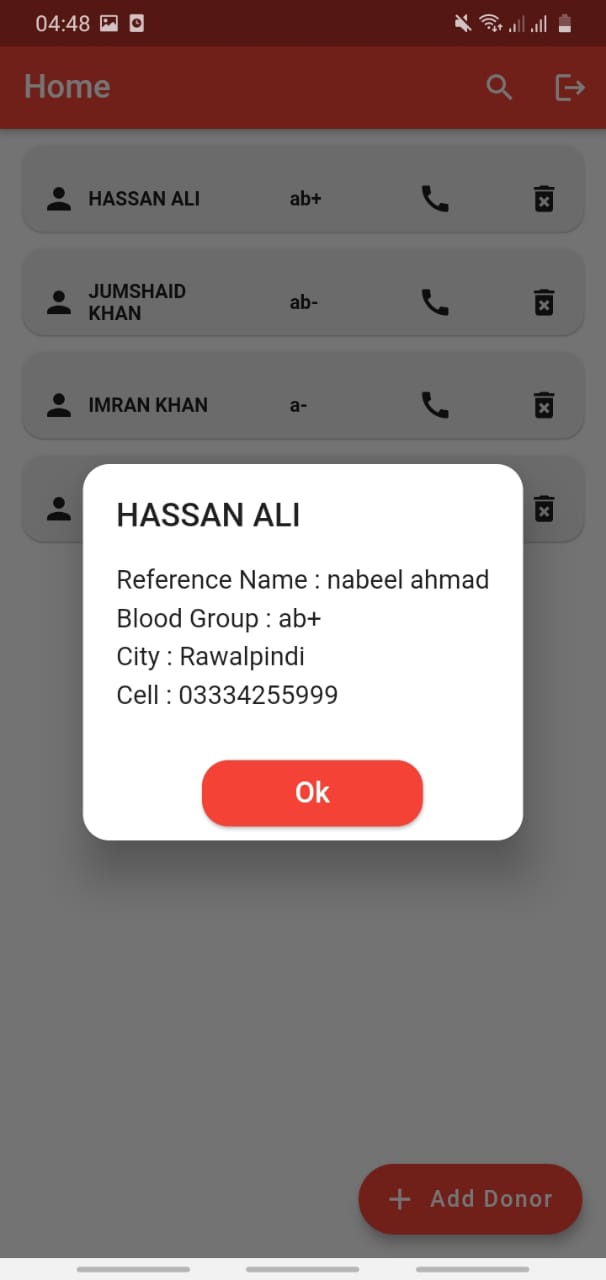 04:48
Home
HASSAN ALI
ab+
JUMSHAID
KHAN
ab-
IMRAN KHAN
a-
HASSAN ALI
Reference Name : nabeel ahmad
Blood Group : ab+
City : Rawalpindi
Cell : 03334255999
Ok
Add Donor